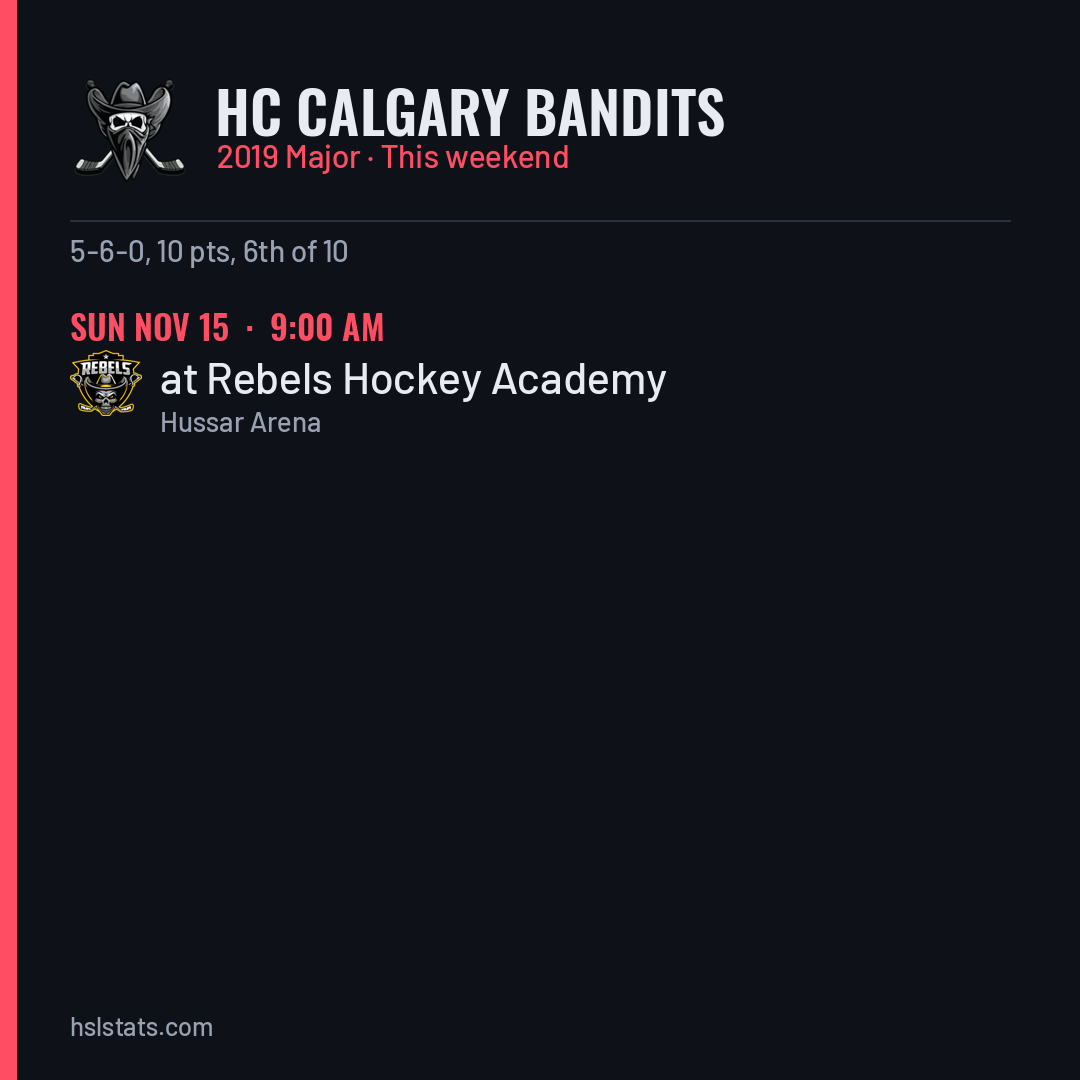 HC CALGARY BANDITS
2019 Major · This weekend
5-6-0, 10 pts, 6th of 10
SUN NOV 15 · 9:00 AM
REBELS
at Rebels Hockey Academy
Hussar Arena
hslstats.com